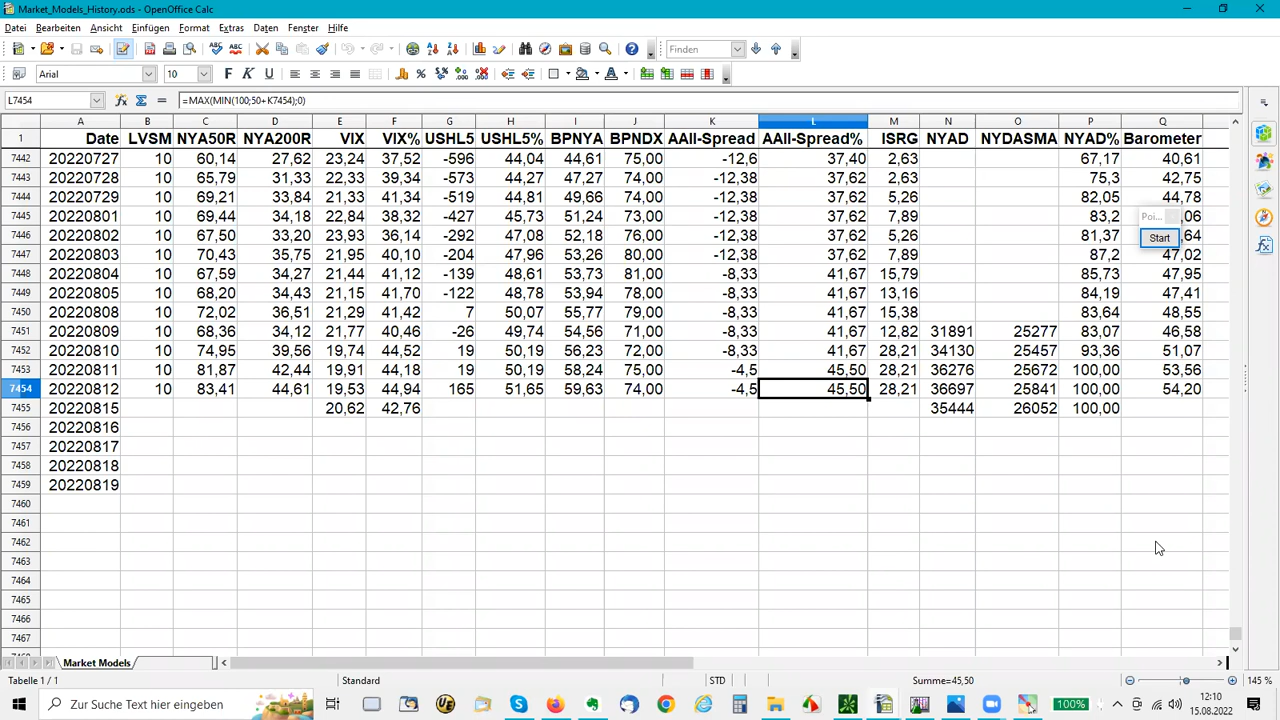 Market_Models_History.ods - OpenOffice Calc
Datei Bearbeiten Ansicht Einfügen Format Extras Daten Fenster Hilfe
Finden
Arial 10 F K U
L7454 =MAX(MIN(100;50+K7454);0)
A B C D E F G H I J K L M N O P Q
1 Date LVSM NYA50R NYA200R VIX VIX% USHL5 USHL5% BPNYA BPNDX AAII-Spread AAII-Spread% ISRG NYAD NYDASMA NYAD% Barometer
7442 20220727 10 60,14 27,62 23,24 37,52 -596 44,04 44,61 75,00 -12,6 37,40 2,63 67,17 40,61
7443 20220728 10 65,79 31,33 22,33 39,34 -573 44,27 47,27 74,00 -12,38 37,62 2,63 75,3 42,75
7444 20220729 10 69,21 33,84 21,33 41,34 -519 44,81 49,66 75,00 -12,38 37,62 5,26 82,05 44,78
7445 20220801 10 69,44 34,18 22,84 38,32 -427 45,73 51,24 73,00 -12,38 37,62 7,89 83,2 ,06
7446 20220802 10 67,50 33,20 23,93 36,14 -292 47,08 52,18 76,00 -12,38 37,62 5,26 81,37 ,64
7447 20220803 10 70,43 35,75 21,95 40,10 -204 47,96 53,26 80,00 -12,38 37,62 7,89 87,2 47,02
7448 20220804 10 67,59 34,27 21,44 41,12 -139 48,61 53,73 81,00 -8,33 41,67 15,79 85,73 47,95
7449 20220805 10 68,20 34,43 21,15 41,70 -122 48,78 53,94 78,00 -8,33 41,67 13,16 84,19 47,41
7450 20220808 10 72,02 36,51 21,29 41,42 7 50,07 55,77 79,00 -8,33 41,67 15,38 83,64 48,55
7451 20220809 10 68,36 34,12 21,77 40,46 -26 49,74 54,56 71,00 -8,33 41,67 12,82 31891 25277 83,07 46,58
7452 20220810 10 74,95 39,56 19,74 44,52 19 50,19 56,23 72,00 -8,33 41,67 28,21 34130 25457 93,36 51,07
7453 20220811 10 81,87 42,44 19,91 44,18 19 50,19 58,24 75,00 -4,5 45,50 28,21 36276 25672 100,00 53,56
7454 20220812 10 83,41 44,61 19,53 44,94 165 51,65 59,63 74,00 -4,5 45,50 28,21 36697 25841 100,00 54,20
7455 20220815 20,62 42,76 35444 26052 100,00
7456 20220816
7457 20220817
7458 20220818
7459 20220819
7460
7461
7462
7463
7464
7465
7466
7467
Poi...
Start
Market Models
Tabelle 1 / 1 Standard STD Summe=45,50 145 %
Zur Suche Text hier eingeben 100% 12:10
15.08.2022